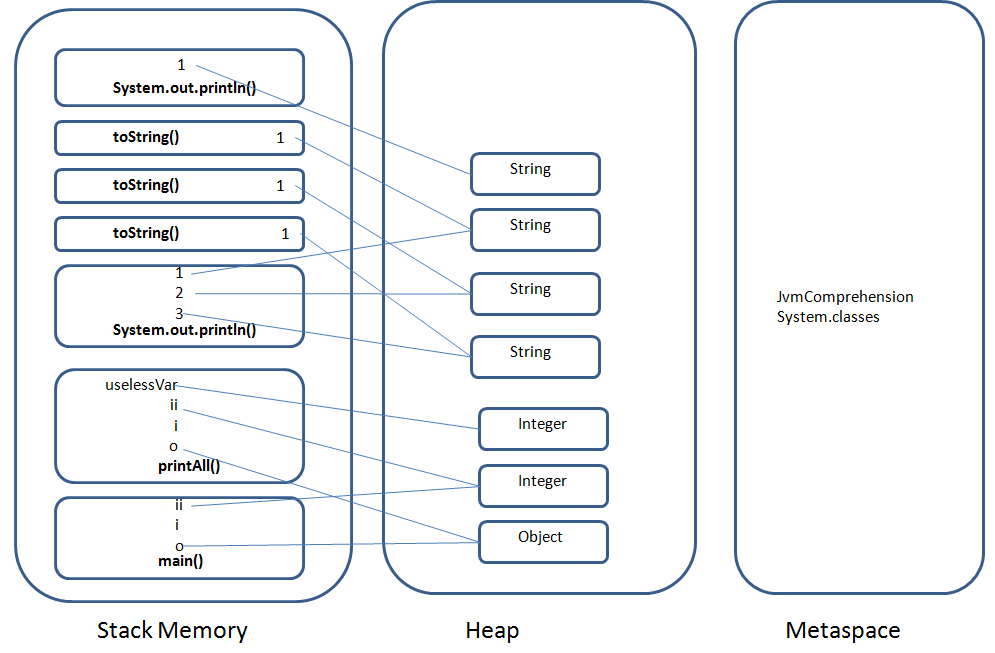 1
System.out.println()
toString() 1
toString() 1
toString() 1
1
2
3
System.out.println()
uselessVar
ii
i
o
printAll()
ii
i
o
main()
Stack Memory
String
String
String
String
Integer
Integer
Object
Heap
JvmComprehension
System.classes
Metaspace